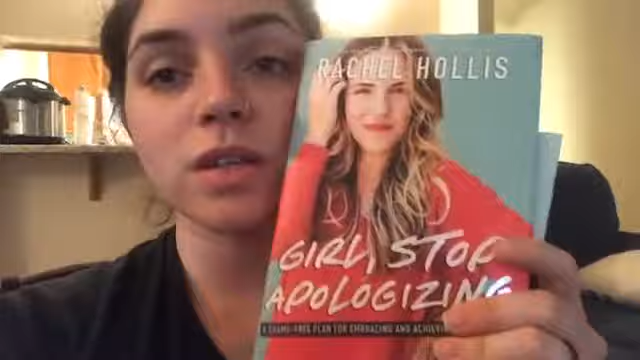 RACHEL HOLLIS
GIRL, STOP
APOLOGIZING
A SHAME-FREE PLAN FOR EMBRACING AND